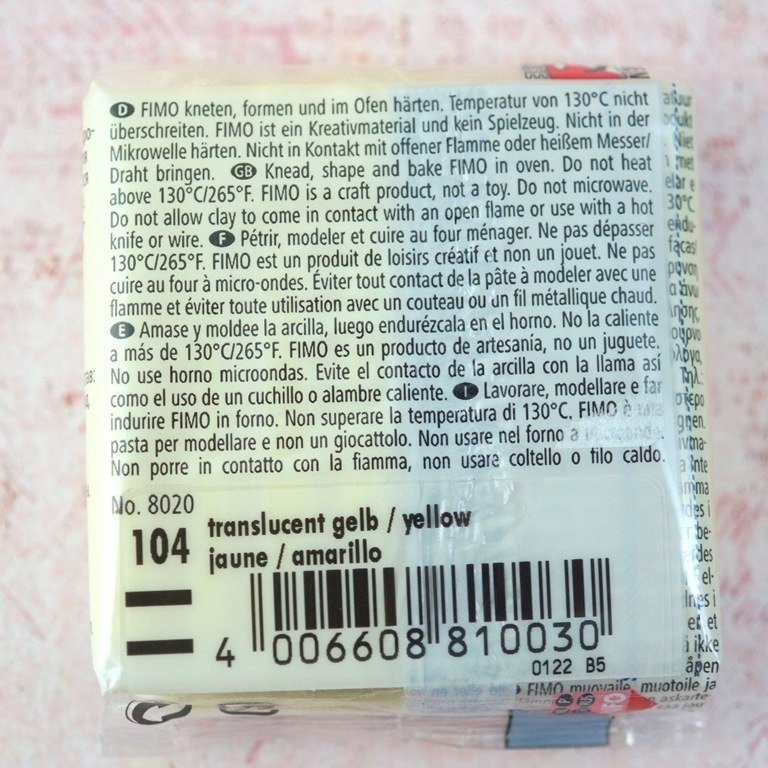 D FIMO kneten, formen und im Ofen härten. Temperatur von 130°C nicht
überschreiten. FIMO ist ein Kreativmaterial und kein Spielzeug. Nicht in der
Mikrowelle härten. Nicht in Kontakt mit offener Flamme oder heißem Messer/
Draht bringen. GB Knead, shape and bake FIMO in oven. Do not heat
above 130°C/265°F. FIMO is a craft product, not a toy. Do not microwave.
Do not allow clay to come in contact with an open flame or use with a hot
knife or wire. F Pétrir, modeler et cuire au four ménager. Ne pas dépasser
130°C/265°F. FIMO est un produit de loisirs créatif et non un jouet. Ne pas
cuire au four à micro-ondes. Éviter tout contact de la pâte à modeler avec une
flamme et éviter toute utilisation avec un couteau ou un fil métallique chaud.
E Amase y moldee la arcilla, luego endurézcala en el horno. No la caliente
a más de 130°C/265°F. FIMO es un producto de artesanía, no un juguete.
No use horno microondas. Evite el contacto de la arcilla con la llama así
como el uso de un cuchillo o alambre caliente. I Lavorare, modellare e far
indurire FIMO in forno. Non superare la temperatura di 130°C. FIMO è una
pasta per modellare e non un giocattolo. Non usare nel forno a microonde.
Non porre in contatto con la fiamma, non usare coltello o filo caldo.
No. 8020
104 translucent gelb / yellow
jaune / amarillo
4 006608 810030
0122 B5
FIMO muovaile, muotoile ja